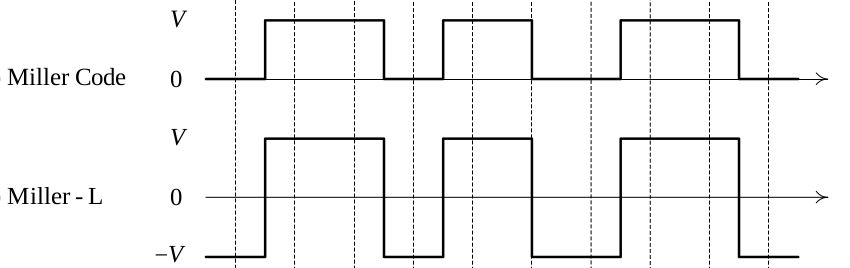 V
) Miller Code 0
V
) Miller - L 0
−V